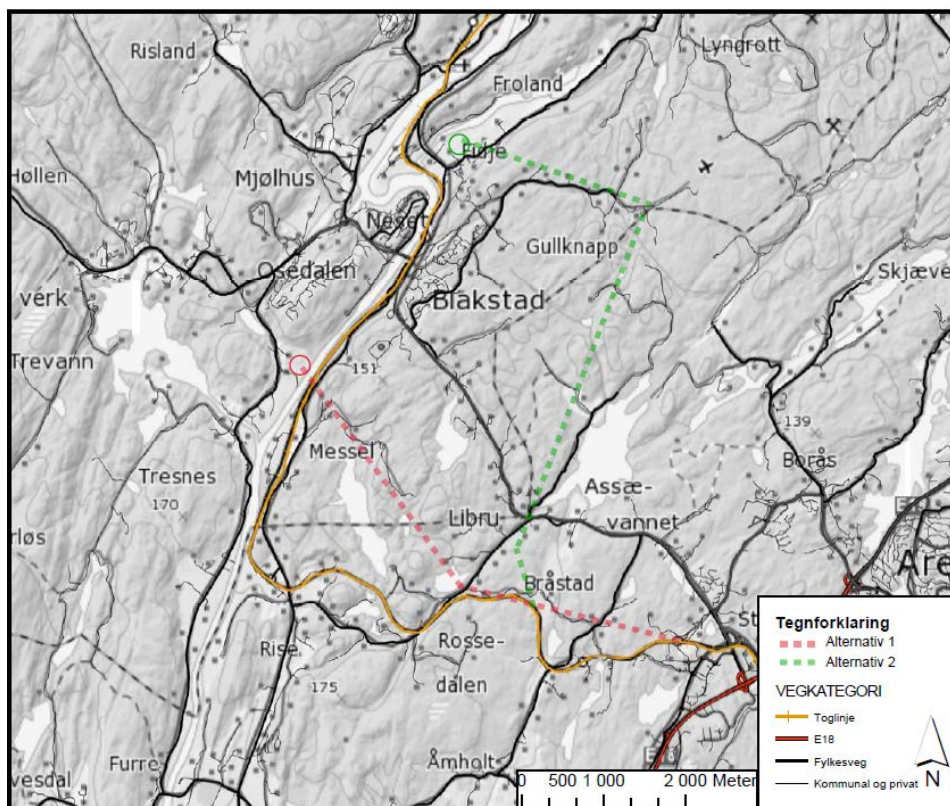 Risland
Lyngrott
Froland
Høllen
Mjølhus
Neset
Gullknapp
Osedalen
Skjæve
verk
Blakstad
Trevann
151
Messel
139
Tresnes
Borås
170
Assæ-
Libru
vannet
rløs
Are
Bråstad
Rosse-
Rise
dalen
175
Åmholt
Furre
vesdal
Tegnforklaring
Alternativ 1
Alternativ 2
VEGKATEGORI
Toglinje
E18
Fylkesveg
Kommunal og privat
N
0 500 1 000 2 000 Meter